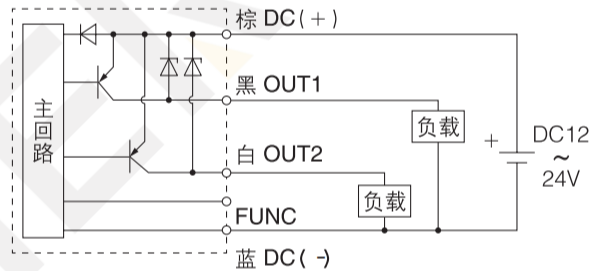 棕 DC(+)
主回路
黑 OUT1
负载
+
DC12
~
24V
白 OUT2
负载
FUNC
蓝 DC(-)